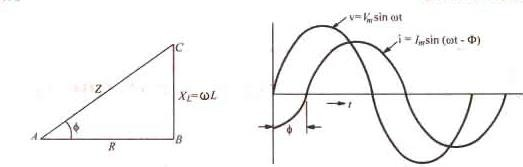 C
Z
X_L=ωL
ϕ
A
R
B
v=V_m sin ωt
i = I_m sin (ωt - Φ)
t
ϕ